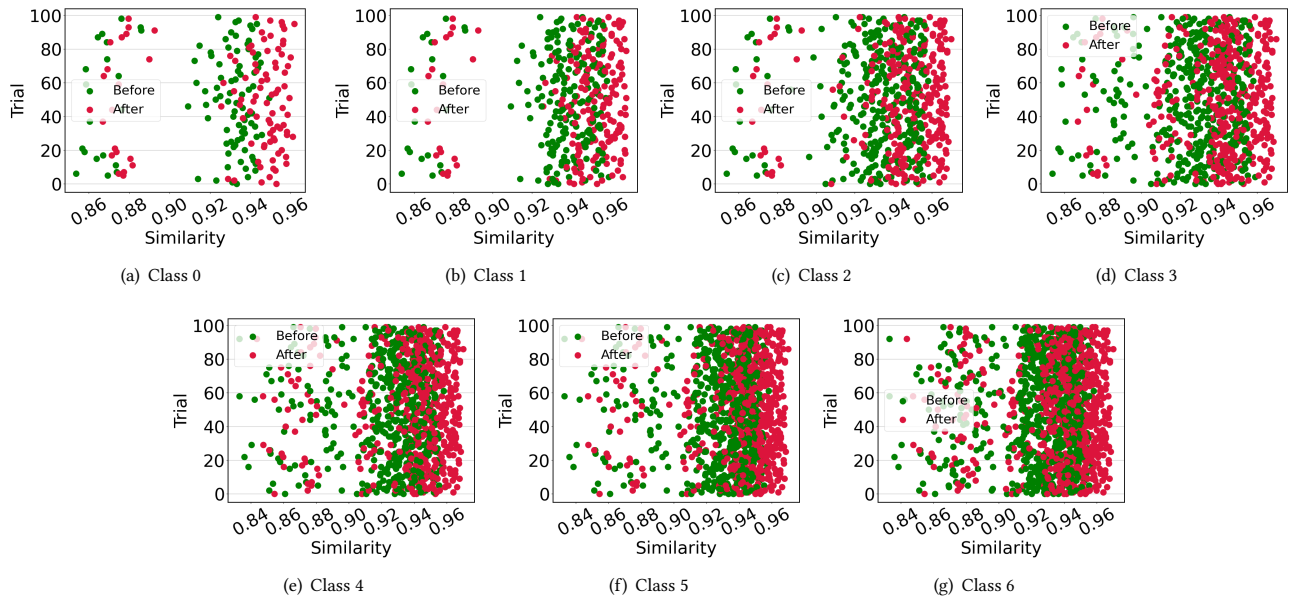 100
80
60
40
20
0
Trial
Before
After
0.86 0.88 0.90 0.92 0.94 0.96
Similarity
(a) Class 0
100
80
60
40
20
0
Trial
Before
After
0.86 0.88 0.90 0.92 0.94 0.96
Similarity
(b) Class 1
100
80
60
40
20
0
Trial
Before
After
0.86 0.88 0.90 0.92 0.94 0.96
Similarity
(c) Class 2
100
80
60
40
20
0
Trial
Before
After
0.86 0.88 0.90 0.92 0.94 0.96
Similarity
(d) Class 3
100
80
60
40
20
0
Trial
Before
After
0.84 0.86 0.88 0.90 0.92 0.94 0.96
Similarity
(e) Class 4
100
80
60
40
20
0
Trial
Before
After
0.84 0.86 0.88 0.90 0.92 0.94 0.96
Similarity
(f) Class 5
100
80
60
40
20
0
Trial
Before
After
0.84 0.86 0.88 0.90 0.92 0.94 0.96
Similarity
(g) Class 6